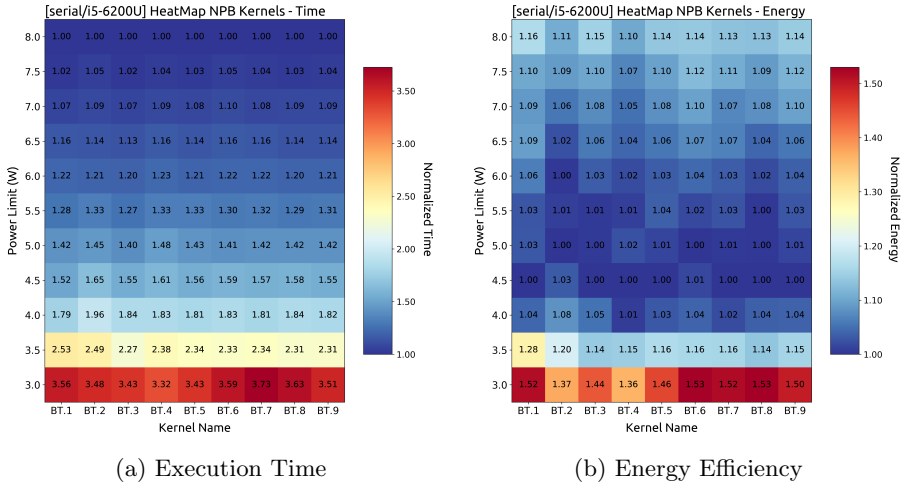 [serial/i5-6200U] HeatMap NPB Kernels - Time
Power Limit (W)
8.0 1.00 1.00 1.00 1.00 1.00 1.00 1.00 1.00 1.00
7.5 1.02 1.05 1.02 1.04 1.03 1.05 1.04 1.03 1.04
7.0 1.07 1.09 1.07 1.09 1.08 1.10 1.09 1.09 1.09
6.5 1.16 1.14 1.13 1.16 1.14 1.16 1.16 1.14 1.14
6.0 1.22 1.21 1.20 1.23 1.21 1.22 1.22 1.20 1.21
5.5 1.28 1.33 1.27 1.33 1.30 1.32 1.29 1.31
5.0 1.42 1.45 1.40 1.48 1.43 1.41 1.42 1.42 1.42
4.5 1.52 1.65 1.55 1.61 1.56 1.59 1.57 1.58 1.55
4.0 1.79 1.96 1.84 1.83 1.81 1.83 1.81 1.84 1.82
3.5 2.53 2.49 2.27 2.38 2.34 2.33 2.34 2.31 2.31
3.0 3.56 3.48 3.43 3.32 3.43 3.59 3.73 3.63 3.51
BT.1 BT.2 BT.3 BT.4 BT.5 BT.6 BT.7 BT.8 BT.9
Kernel Name
3.50
3.00
2.50
2.00
1.50
1.00
Normalized Time
(a) Execution Time
[serial/i5-6200U] HeatMap NPB Kernels - Energy
Power Limit (W)
8.0 1.16 1.11 1.15 1.10 1.14 1.14 1.13 1.13 1.14
7.5 1.10 1.09 1.10 1.07 1.10 1.12 1.11 1.09 1.12
7.0 1.09 1.06 1.08 1.05 1.08 1.10 1.07 1.08 1.10
6.5 1.09 1.02 1.06 1.04 1.06 1.07 1.07 1.04 1.06
6.0 1.06 1.00 1.03 1.02 1.03 1.04 1.04 1.02 1.04
5.5 1.03 1.01 1.01 1.01 1.04 1.02 1.03 1.00 1.03
5.0 1.03 1.00 1.00 1.02 1.01 1.00 1.01 1.00 1.01
4.5 1.00 1.03 1.00 1.00 1.00 1.01 1.00 1.01 1.00
4.0 1.04 1.08 1.05 1.01 1.03 1.04 1.02 1.04 1.04
3.5 1.28 1.20 1.14 1.15 1.16 1.16 1.16 1.14 1.15
3.0 1.52 1.37 1.44 1.36 1.46 1.53 1.52 1.53 1.50
BT.1 BT.2 BT.3 BT.4 BT.5 BT.6 BT.7 BT.8 BT.9
Kernel Name
1.50
1.40
1.30
1.20
1.10
1.00
Normalized Energy
(b) Energy Efficiency